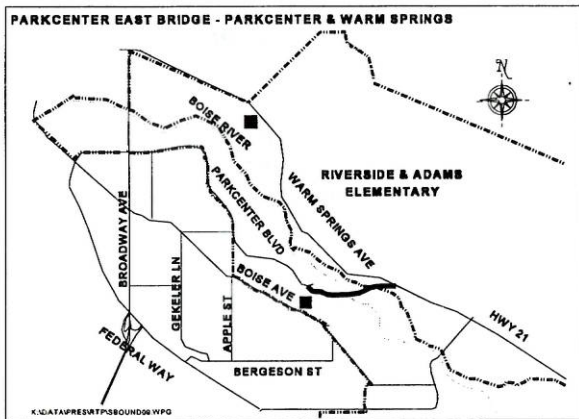 PARKCENTER EAST BRIDGE - PARKCENTER & WARM SPRINGS
N
BOISE RIVER
RIVERSIDE & ADAMS
ELEMENTARY
PARKCENTER BLVD
WARM SPRINGS AVE
BROADWAY AVE
GEKELER LN
APPLE ST
BOISE AVE
HWY 21
FEDERAL WAY
BERGESON ST
K:\DATA\PRES\RTP\SBOUND98.WPG